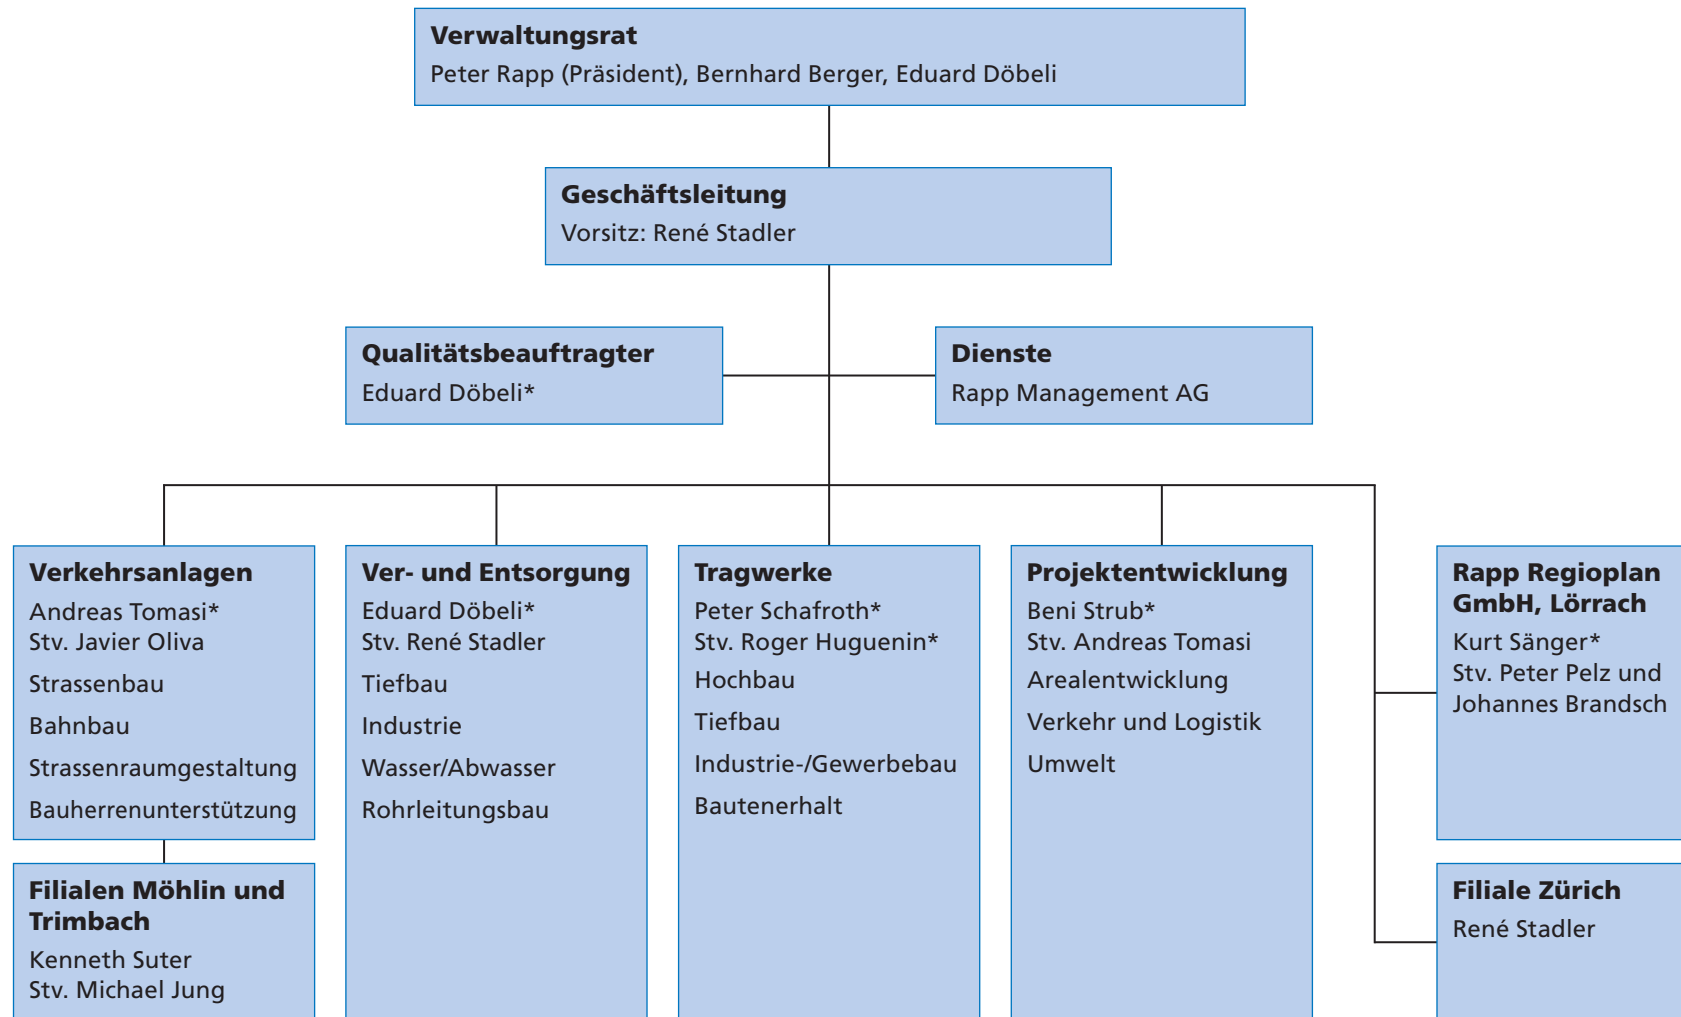 Verwaltungsrat
Peter Rapp (Präsident), Bernhard Berger, Eduard Döbeli
Geschäftsleitung
Vorsitz: René Stadler
Qualitätsbeauftragter
Eduard Döbeli*
Dienste
Rapp Management AG
Verkehrsanlagen
Andreas Tomasi*
Stv. Javier Oliva
Strassenbau
Bahnbau
Strassenraumgestaltung
Bauherrenunterstützung
Filialen Möhlin und
Trimbach
Kenneth Suter
Stv. Michael Jung
Ver- und Entsorgung
Eduard Döbeli*
Stv. René Stadler
Tiefbau
Industrie
Wasser/Abwasser
Rohrleitungsbau
Tragwerke
Peter Schafroth*
Stv. Roger Huguenin*
Hochbau
Tiefbau
Industrie-/Gewerbebau
Bautenerhalt
Projektentwicklung
Beni Strub*
Stv. Andreas Tomasi
Arealentwicklung
Verkehr und Logistik
Umwelt
Rapp Regioplan
GmbH, Lörrach
Kurt Sänger*
Stv. Peter Pelz und
Johannes Brandsch
Filiale Zürich
René Stadler